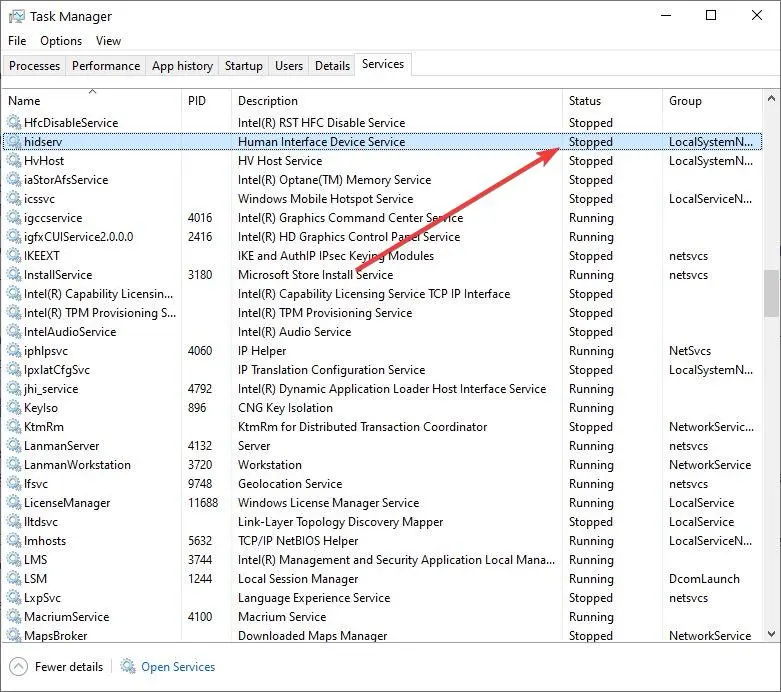 Task Manager
File Options View
Processes Performance App history Startup Users Details Services
Name PID Description Status Group
HfcDisableService Intel(R) RST HFC Disable Service Stopped
hidserv Human Interface Device Service Stopped LocalSystemN...
HvHost HV Host Service Stopped LocalSystemN...
iaStorAfsService Intel(R) Optane(TM) Memory Service Stopped
icssvc Windows Mobile Hotspot Service Stopped LocalServiceN...
igccservice 4016 Intel(R) Graphics Command Center Service Running
igfxCUIService2.0.0.0 2416 Intel(R) HD Graphics Control Panel Service Running
IKEEXT IKE and AuthIP IPsec Keying Modules Stopped netsvcs
InstallService 3180 Microsoft Store Install Service Running netsvcs
Intel(R) Capability Licensin... Intel(R) Capability Licensing Service TCP IP Interface Stopped
Intel(R) TPM Provisioning S... Intel(R) TPM Provisioning Service Stopped
IntelAudioService Intel(R) Audio Service Stopped
iphlpsvc 4060 IP Helper Running NetSvcs
IpxlatCfgSvc IP Translation Configuration Service Stopped LocalSystemN...
jhi_service 4792 Intel(R) Dynamic Application Loader Host Interface Service Running
KeyIso 896 CNG Key Isolation Running
KtmRm KtmRm for Distributed Transaction Coordinator Stopped NetworkServic...
LanmanServer 4132 Server Running netsvcs
LanmanWorkstation 3720 Workstation Running NetworkService
lfsvc 9748 Geolocation Service Running netsvcs
LicenseManager 11688 Windows License Manager Service Running LocalService
lltdsvc Link-Layer Topology Discovery Mapper Stopped LocalService
lmhosts 5632 TCP/IP NetBIOS Helper Running LocalServiceN...
LMS 3744 Intel(R) Management and Security Application Local Mana... Running
LSM 1244 Local Session Manager Running DcomLaunch
LxpSvc Language Experience Service Stopped netsvcs
MacriumService 4100 Macrium Service Running
MapsBroker Downloaded Maps Manager Stopped NetworkService
Fewer details Open Services